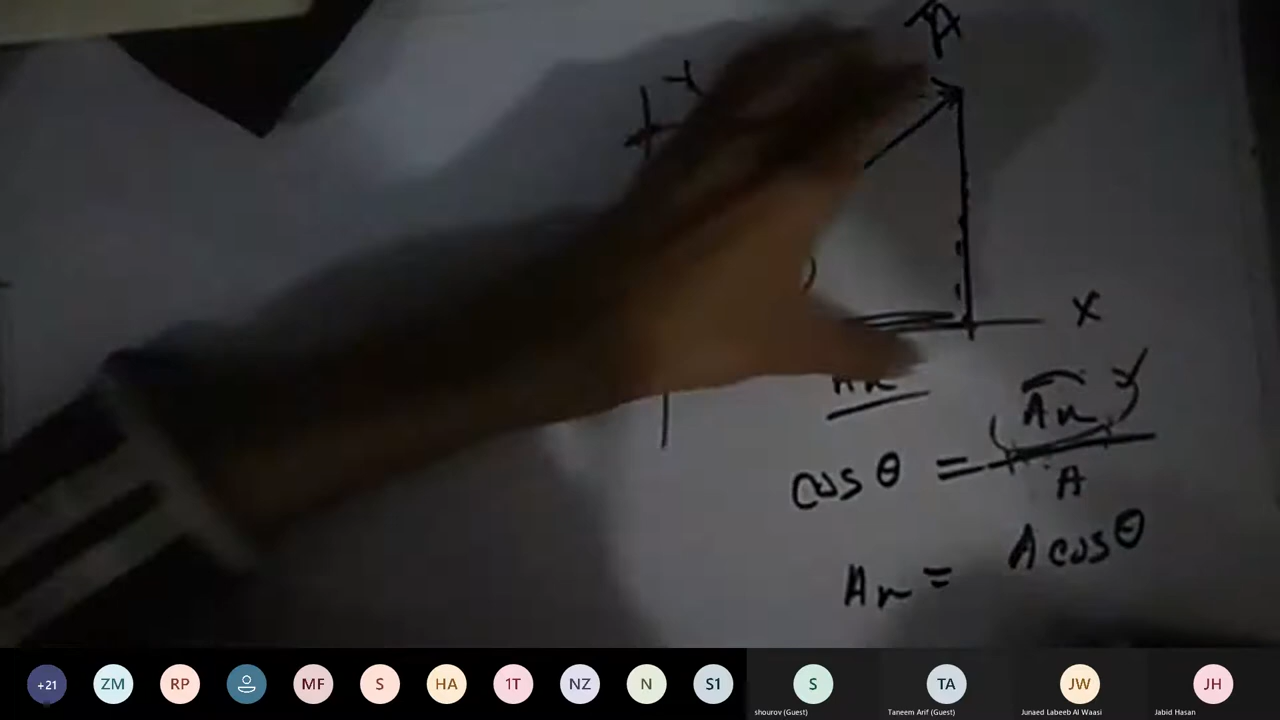 A
Y
X
Ax
cos θ = Ax / A
Ax = A cos θ
+21 ZM RP MF S HA 1T NZ N S1 S TA JW JH
shourov (Guest) Taneem Arif (Guest) Junaed Labeeb Al Waasi Jabid Hasan